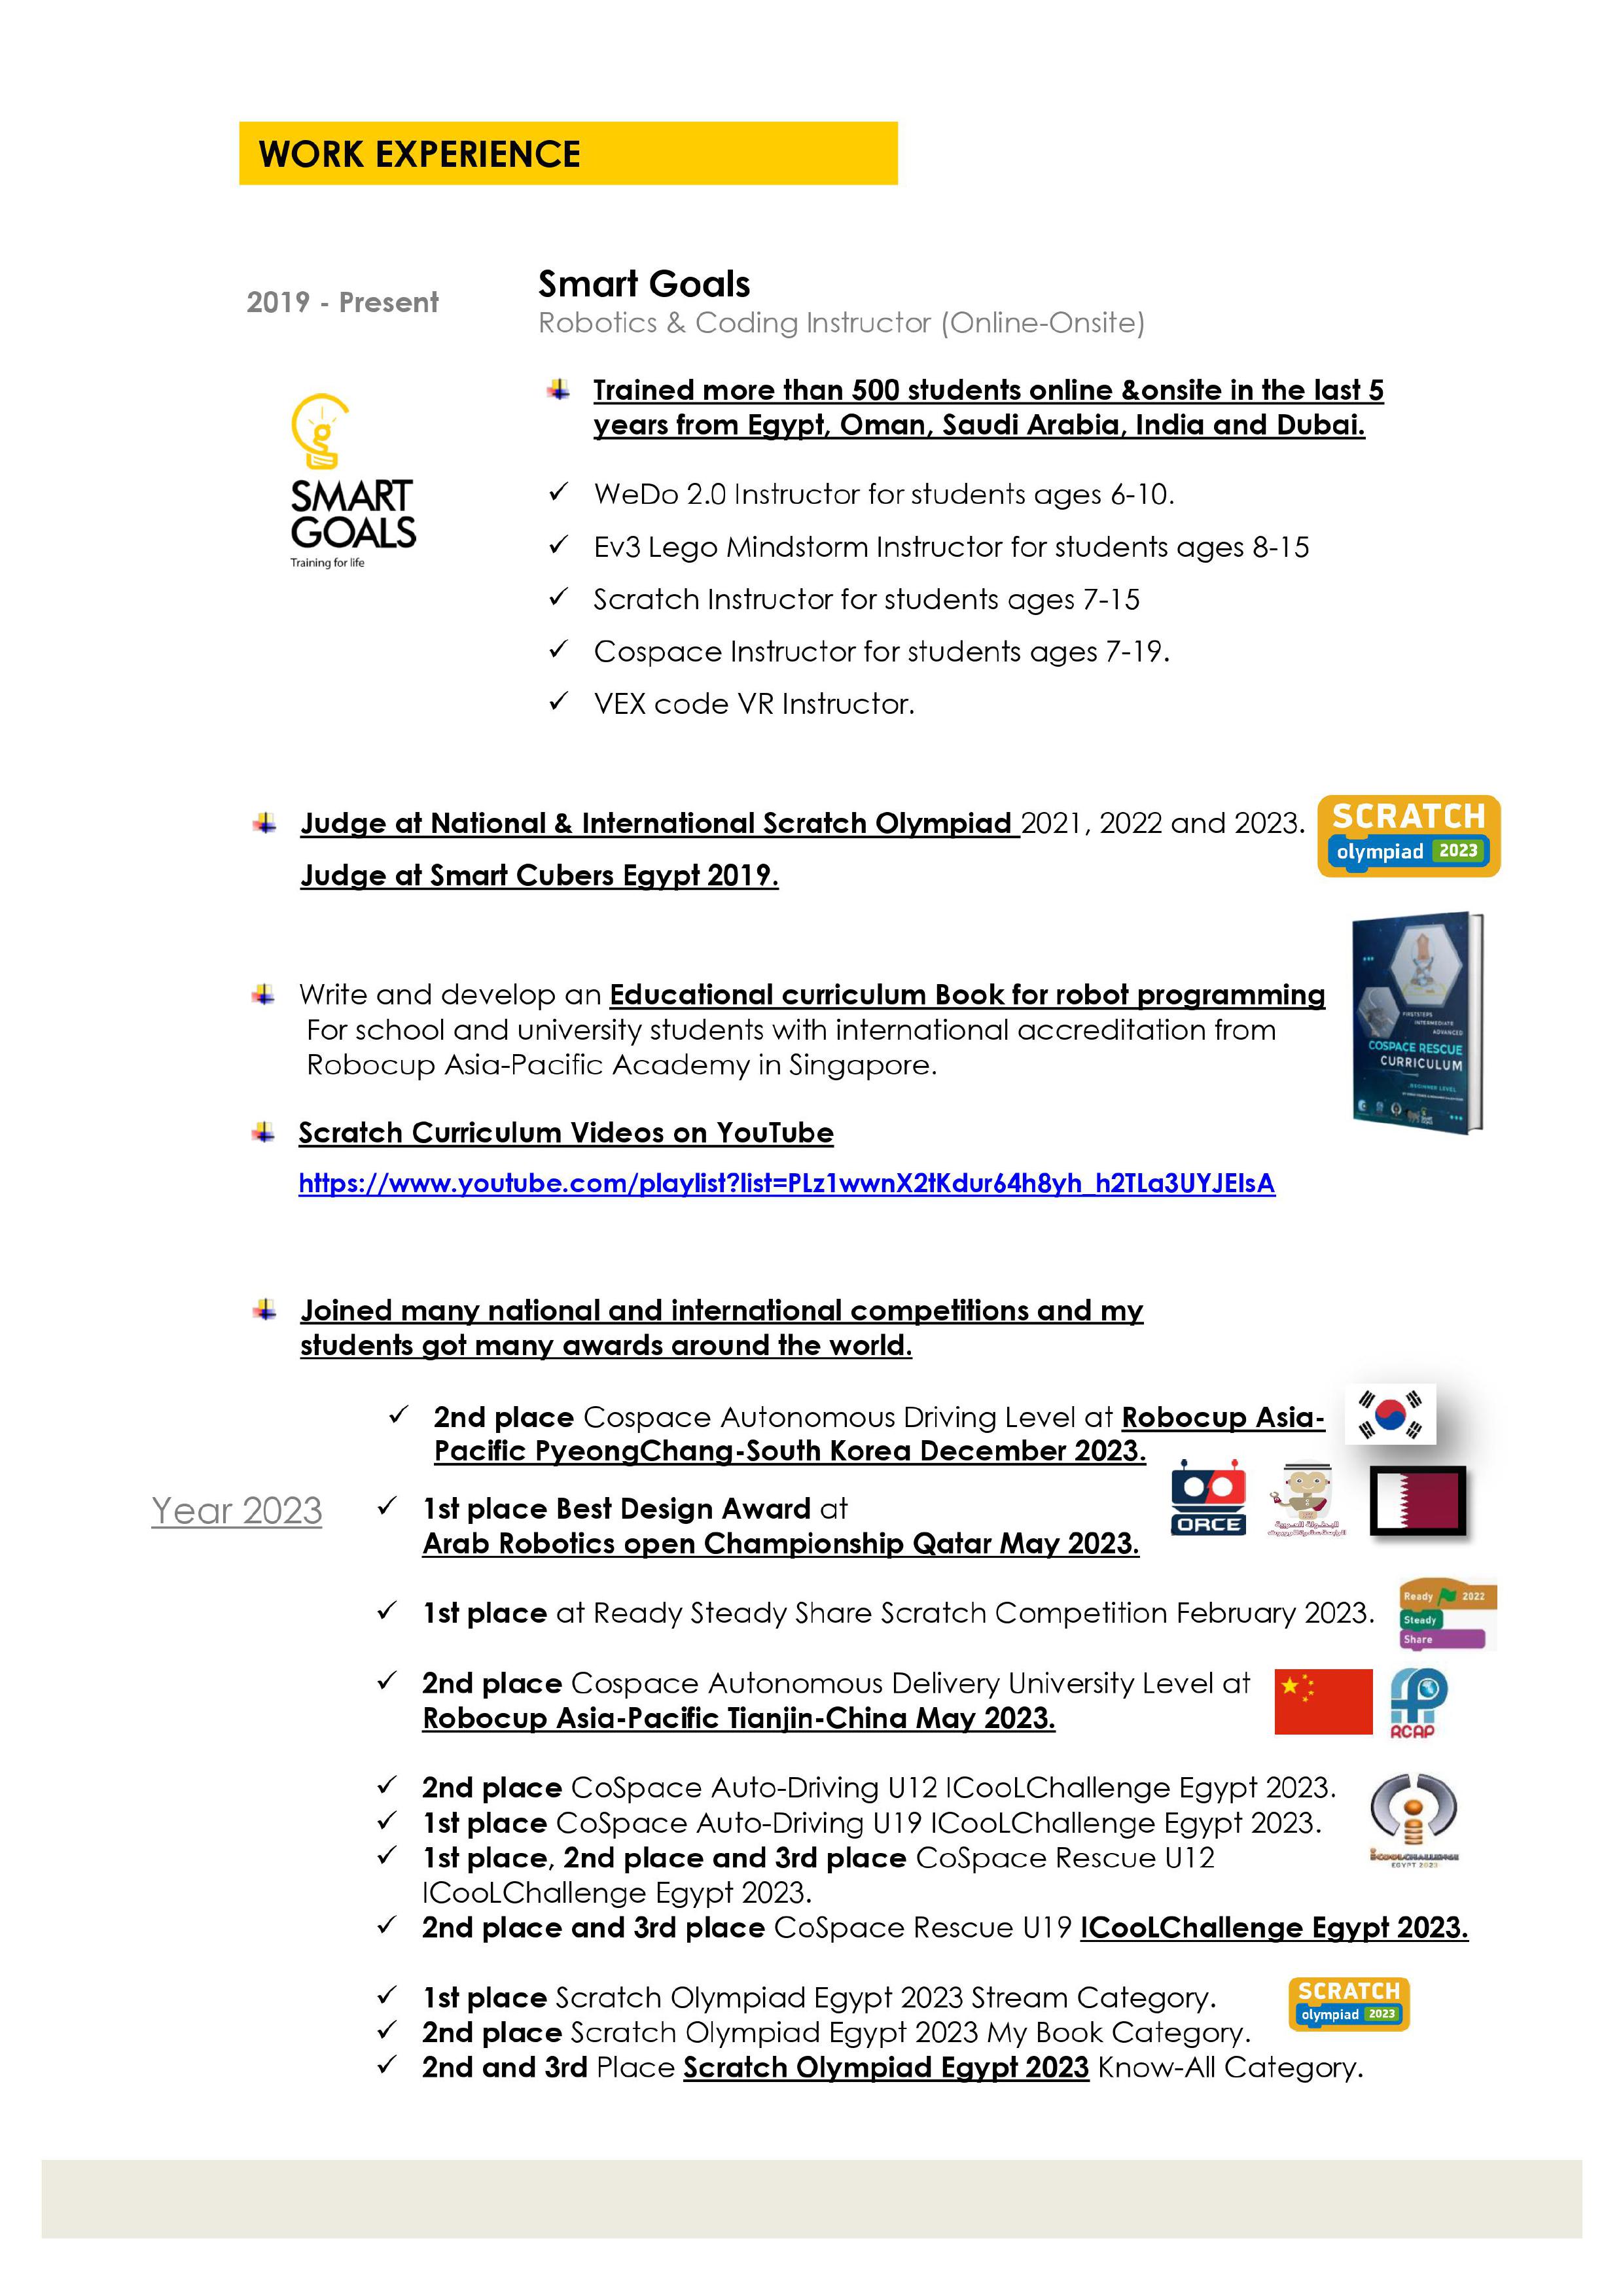 WORK EXPERIENCE
2019 - Present
Smart Goals
Robotics & Coding Instructor (Online-Onsite)
Trained more than 500 students online &onsite in the last 5
years from Egypt, Oman, Saudi Arabia, India and Dubai.
SMART
GOALS
Training for life
✓ WeDo 2.0 Instructor for students ages 6-10.
✓ Ev3 Lego Mindstorm Instructor for students ages 8-15
✓ Scratch Instructor for students ages 7-15
✓ Cospace Instructor for students ages 7-19.
✓ VEX code VR Instructor.
Judge at National & International Scratch Olympiad 2021, 2022 and 2023.
Judge at Smart Cubers Egypt 2019.
SCRATCH
olympiad 2023
Write and develop an Educational curriculum Book for robot programming
For school and university students with international accreditation from
Robocup Asia-Pacific Academy in Singapore.
FIRSTSTEPS
INTERMEDIATE
ADVANCED
COSPACE RESCUE
CURRICULUM
BEGINNER LEVEL
Scratch Curriculum Videos on YouTube
https://www.youtube.com/playlist?list=PLz1wwnX2tKdur64h8yh_h2TLa3UYJEIsA
Joined many national and international competitions and my
students got many awards around the world.
✓ 2nd place Cospace Autonomous Driving Level at Robocup Asia-
Pacific PyeongChang-South Korea December 2023.
Year 2023
✓ 1st place Best Design Award at
Arab Robotics open Championship Qatar May 2023.
ORCE
✓ 1st place at Ready Steady Share Scratch Competition February 2023.
Ready 2022
Steady
Share
✓ 2nd place Cospace Autonomous Delivery University Level at
Robocup Asia-Pacific Tianjin-China May 2023.
RCAP
✓ 2nd place CoSpace Auto-Driving U12 ICooLChallenge Egypt 2023.
✓ 1st place CoSpace Auto-Driving U19 ICooLChallenge Egypt 2023.
✓ 1st place, 2nd place and 3rd place CoSpace Rescue U12
ICooLChallenge Egypt 2023.
✓ 2nd place and 3rd place CoSpace Rescue U19 ICooLChallenge Egypt 2023.
iCOOLCHALLENGE
EGYPT 2023
✓ 1st place Scratch Olympiad Egypt 2023 Stream Category.
✓ 2nd place Scratch Olympiad Egypt 2023 My Book Category.
✓ 2nd and 3rd Place Scratch Olympiad Egypt 2023 Know-All Category.
SCRATCH
olympiad 2023